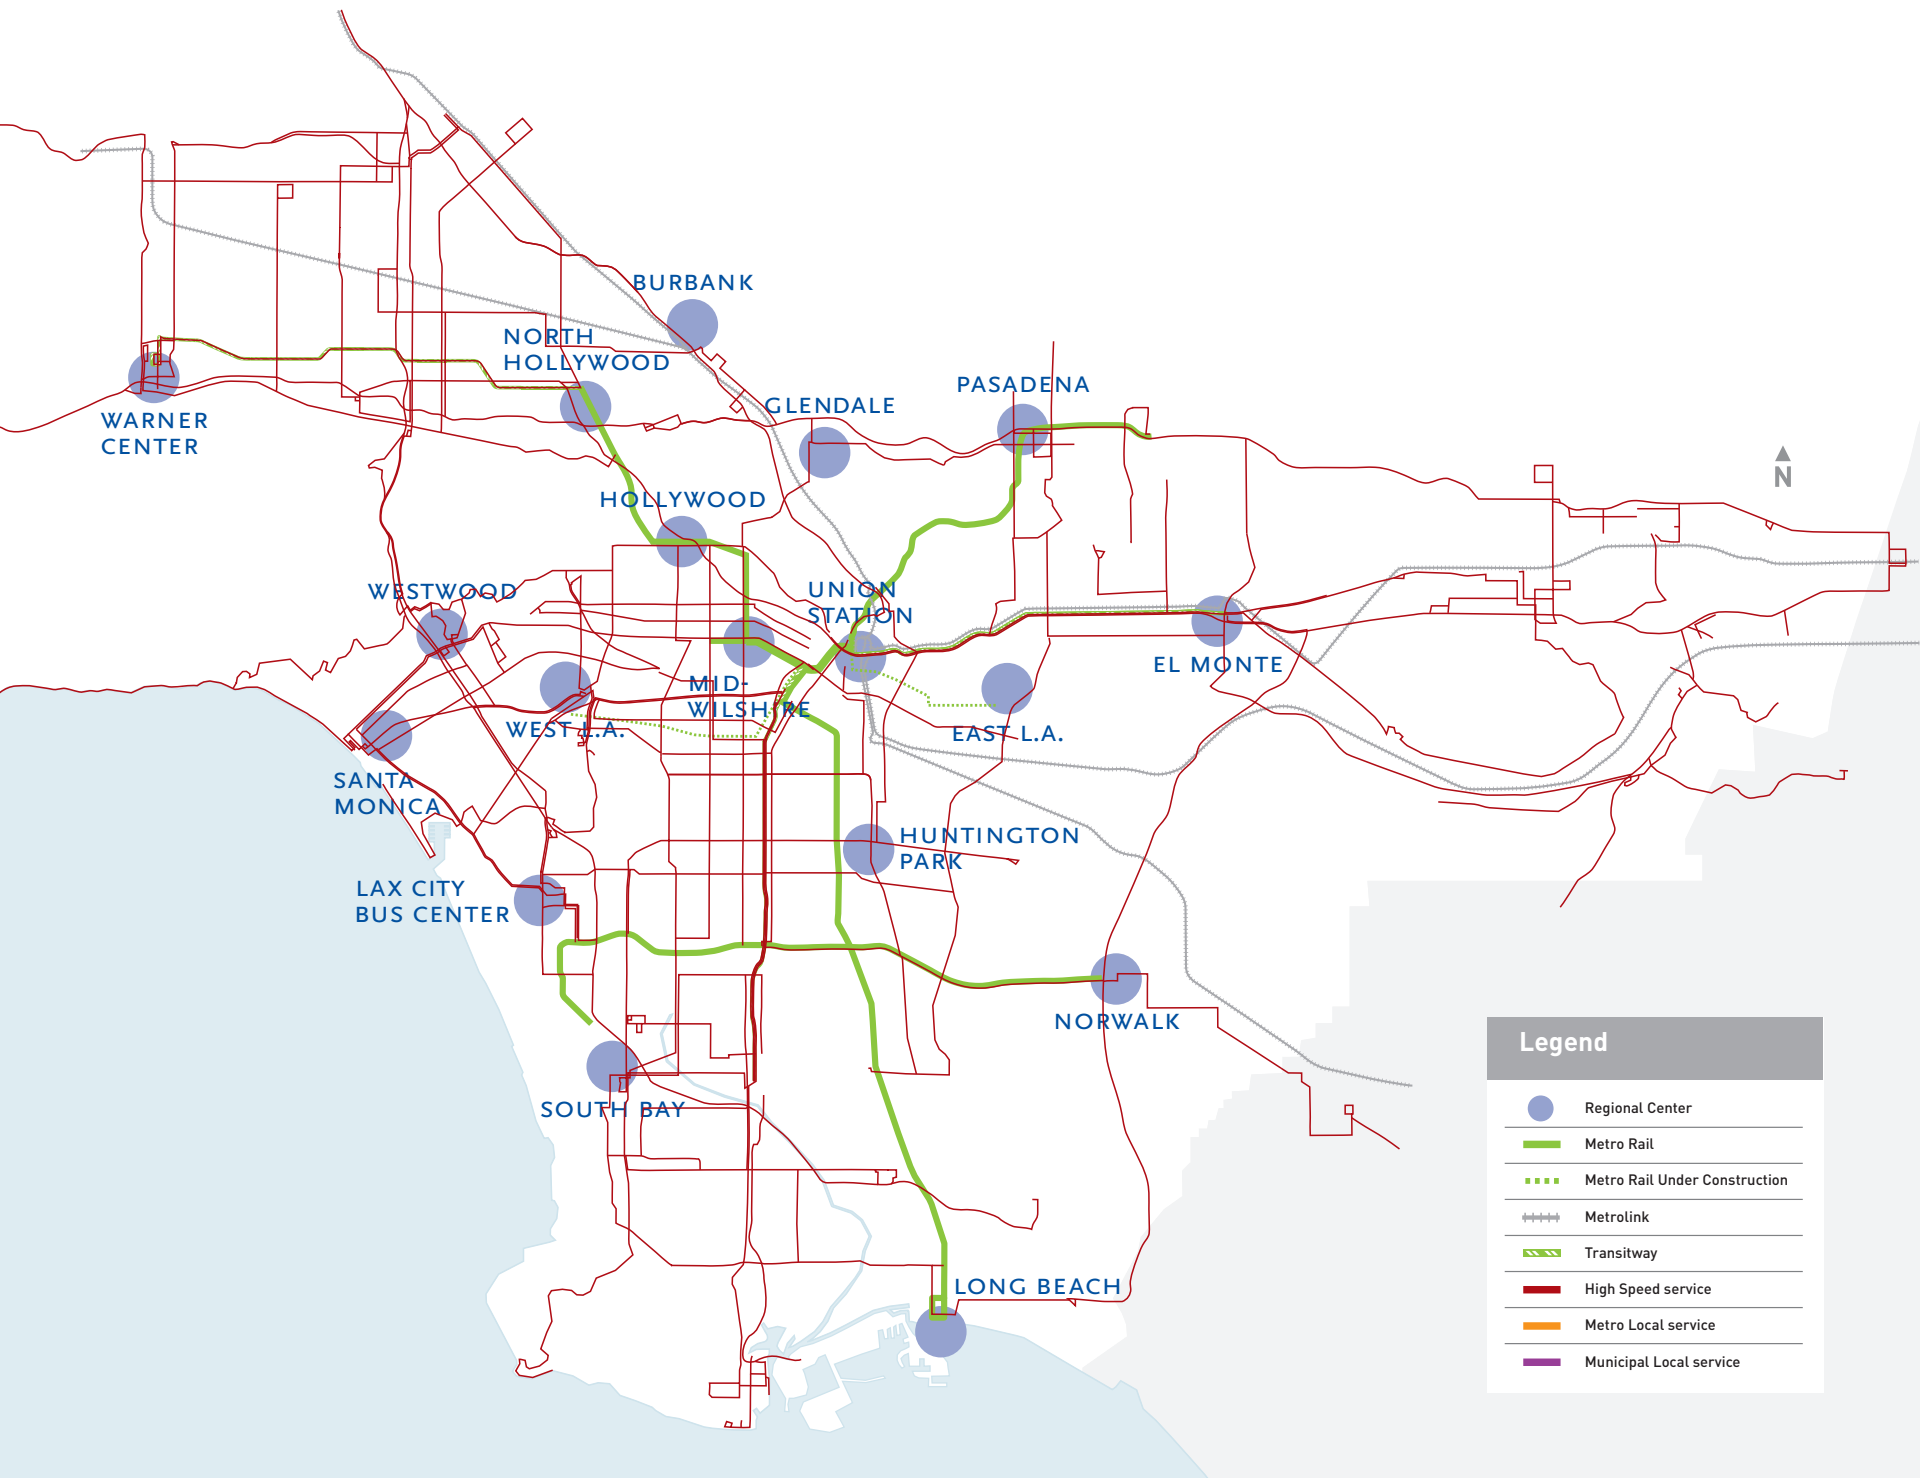 BURBANK
NORTH
HOLLYWOOD
PASADENA
GLENDALE
WARNER
CENTER
N
HOLLYWOOD
WESTWOOD
UNION
STATION
EL MONTE
MID-
WILSHIRE
WEST L.A.
EAST L.A.
SANTA
MONICA
HUNTINGTON
PARK
LAX CITY
BUS CENTER
NORWALK
SOUTH BAY
LONG BEACH
Legend
Regional Center
Metro Rail
Metro Rail Under Construction
Metrolink
Transitway
High Speed service
Metro Local service
Municipal Local service